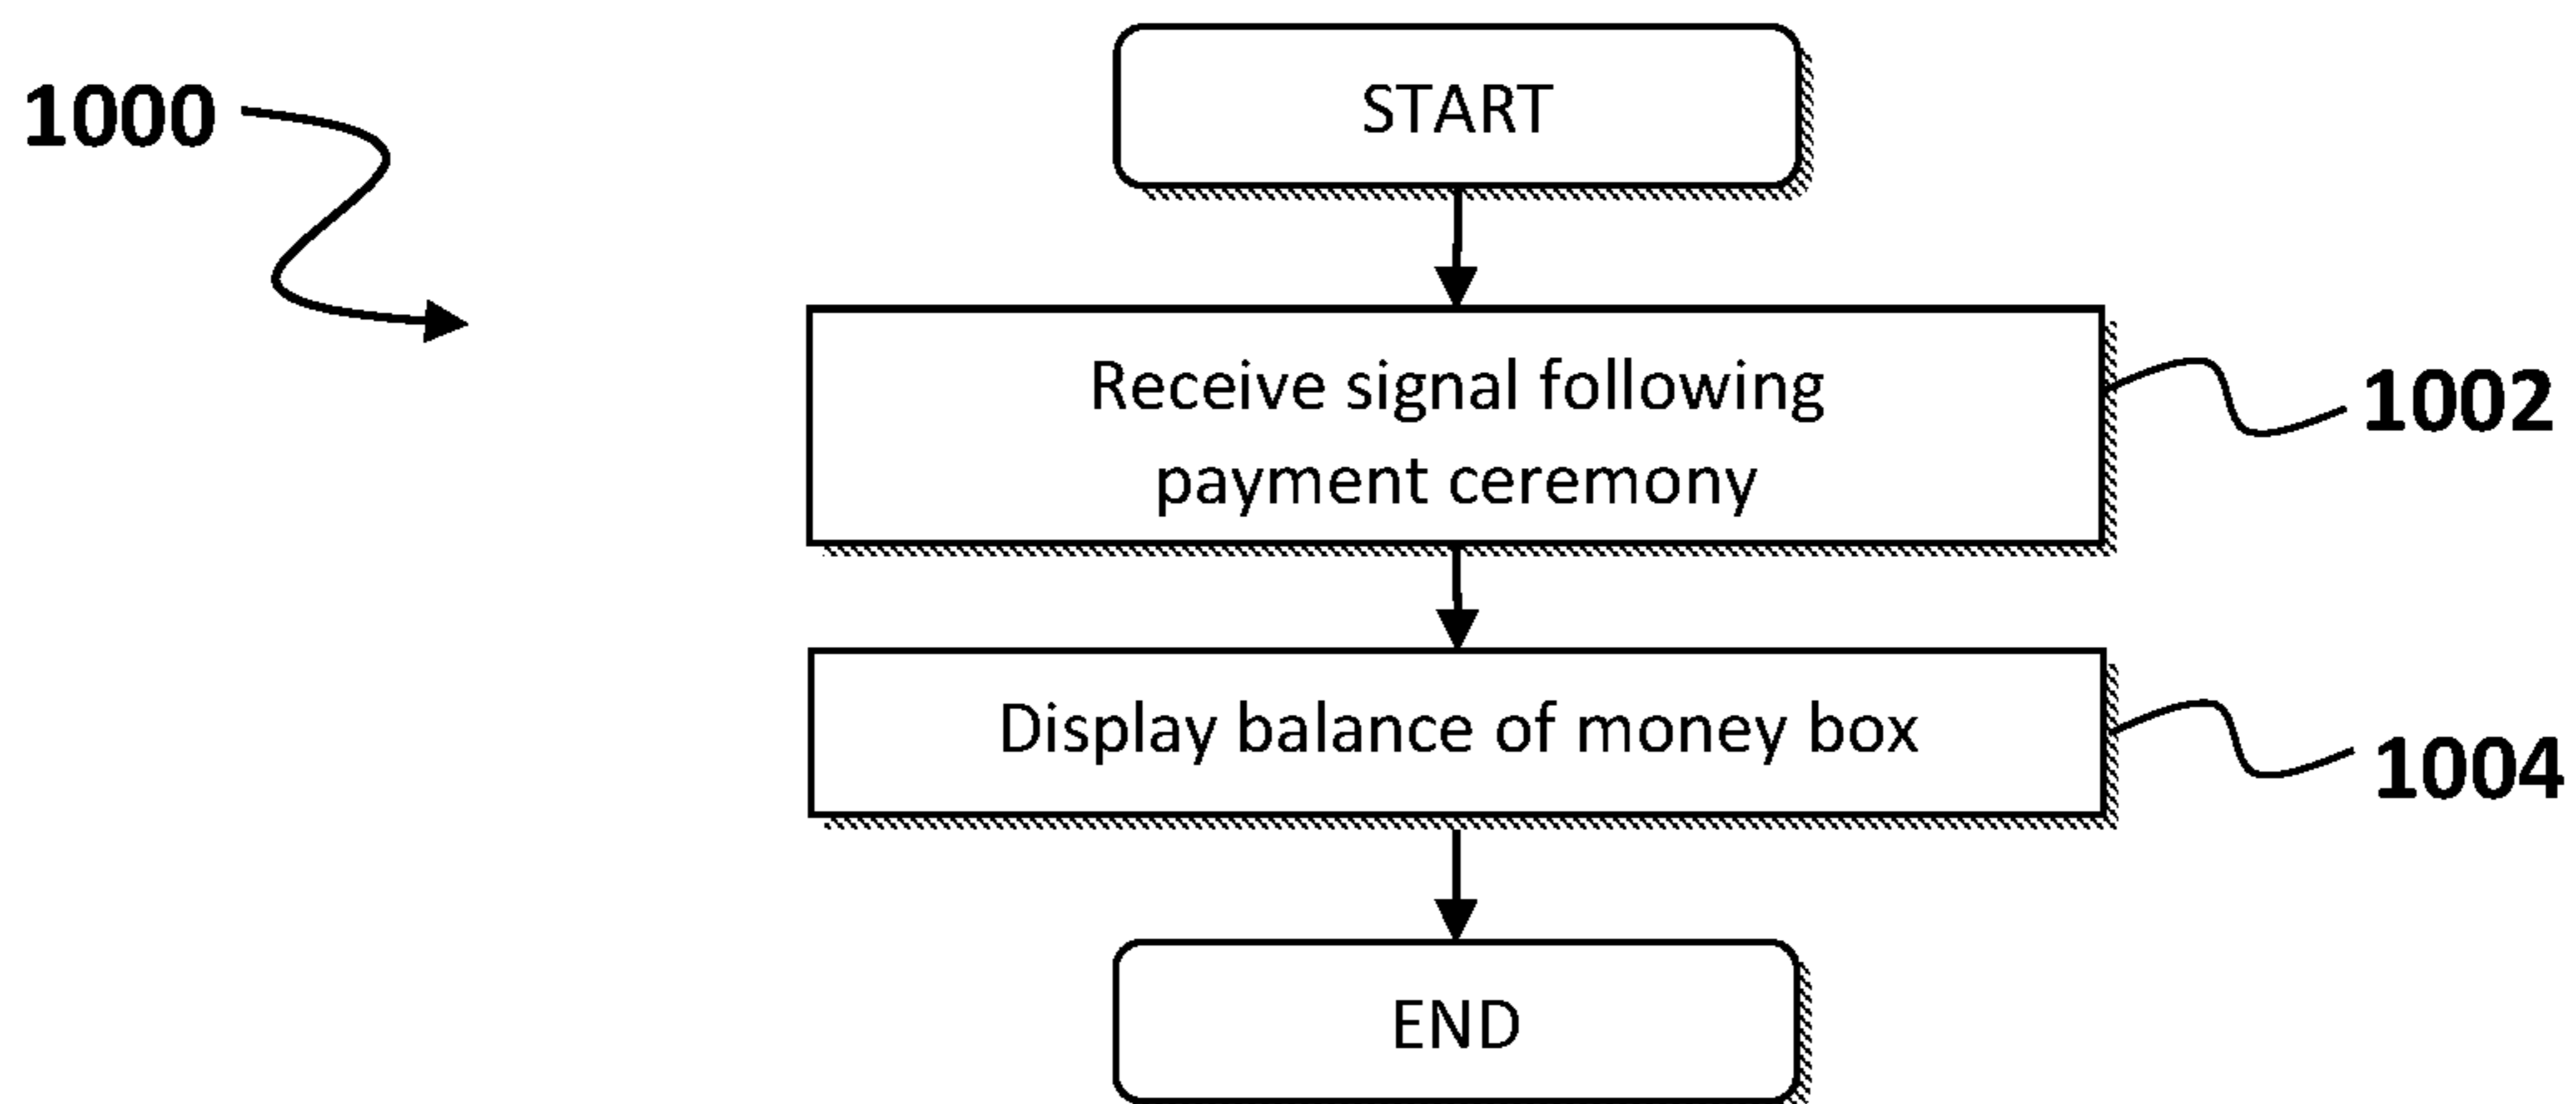 1000
START
Receive signal following
payment ceremony
1002
Display balance of money box
1004
END